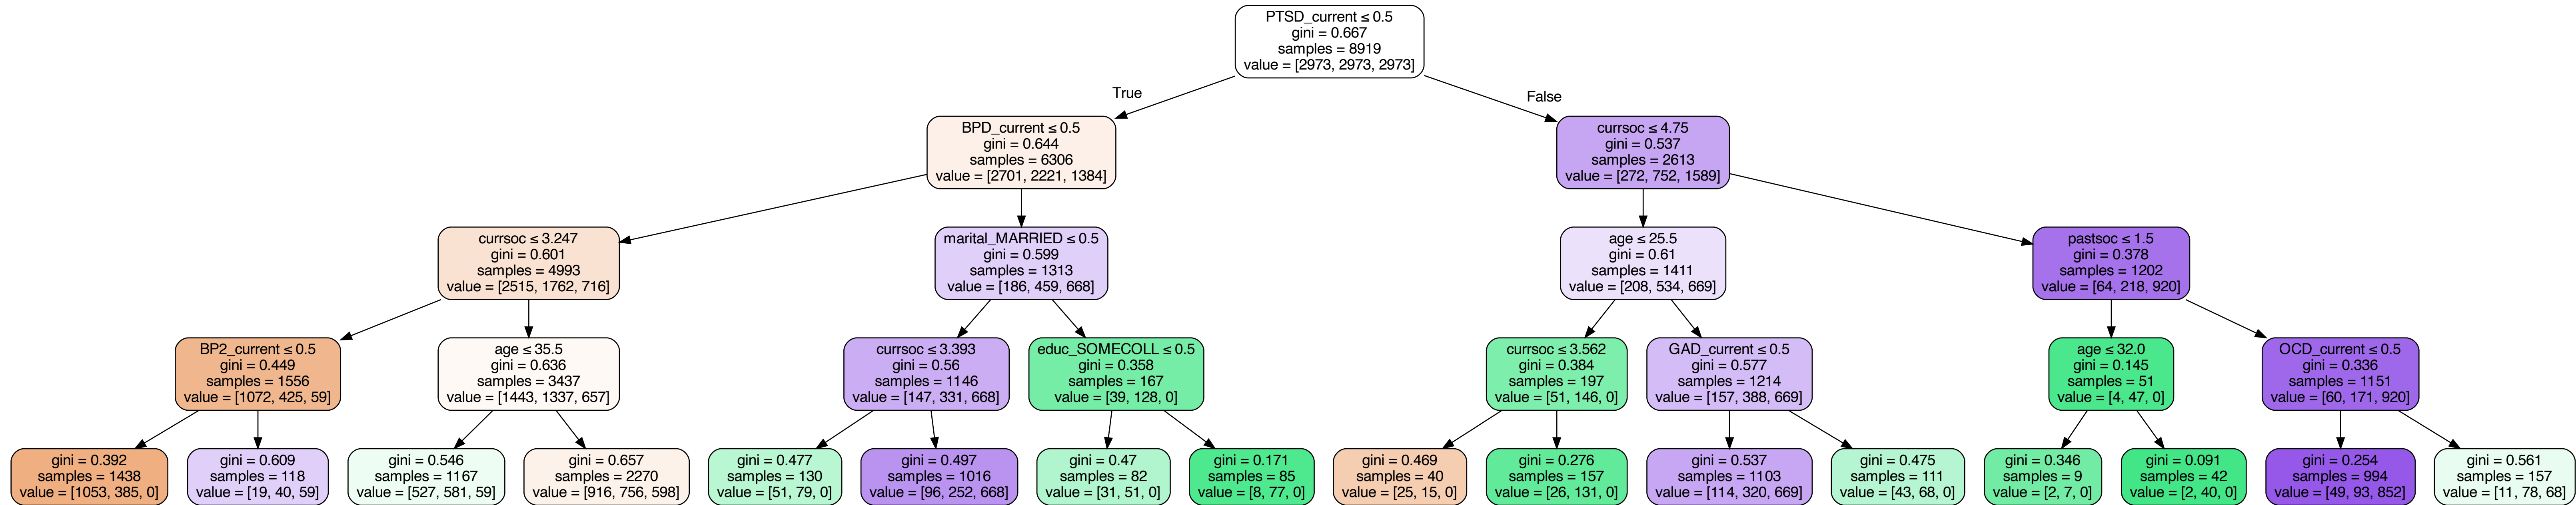 PTSD_current ≤ 0.5
gini = 0.667
samples = 8919
value = [2973, 2973, 2973]
True
False
BPD_current ≤ 0.5
gini = 0.644
samples = 6306
value = [2701, 2221, 1384]
currsoc ≤ 4.75
gini = 0.537
samples = 2613
value = [272, 752, 1589]
currsoc ≤ 3.247
gini = 0.601
samples = 4993
value = [2515, 1762, 716]
marital_MARRIED ≤ 0.5
gini = 0.599
samples = 1313
value = [186, 459, 668]
age ≤ 25.5
gini = 0.61
samples = 1411
value = [208, 534, 669]
pastsoc ≤ 1.5
gini = 0.378
samples = 1202
value = [64, 218, 920]
BP2_current ≤ 0.5
gini = 0.449
samples = 1556
value = [1072, 425, 59]
age ≤ 35.5
gini = 0.636
samples = 3437
value = [1443, 1337, 657]
currsoc ≤ 3.393
gini = 0.56
samples = 1146
value = [147, 331, 668]
educ_SOMECOLL ≤ 0.5
gini = 0.358
samples = 167
value = [39, 128, 0]
currsoc ≤ 3.562
gini = 0.384
samples = 197
value = [51, 146, 0]
GAD_current ≤ 0.5
gini = 0.577
samples = 1214
value = [157, 388, 669]
age ≤ 32.0
gini = 0.145
samples = 51
value = [4, 47, 0]
OCD_current ≤ 0.5
gini = 0.336
samples = 1151
value = [60, 171, 920]
gini = 0.392
samples = 1438
value = [1053, 385, 0]
gini = 0.609
samples = 118
value = [19, 40, 59]
gini = 0.546
samples = 1167
value = [527, 581, 59]
gini = 0.657
samples = 2270
value = [916, 756, 598]
gini = 0.477
samples = 130
value = [51, 79, 0]
gini = 0.497
samples = 1016
value = [96, 252, 668]
gini = 0.47
samples = 82
value = [31, 51, 0]
gini = 0.171
samples = 85
value = [8, 77, 0]
gini = 0.469
samples = 40
value = [25, 15, 0]
gini = 0.276
samples = 157
value = [26, 131, 0]
gini = 0.537
samples = 1103
value = [114, 320, 669]
gini = 0.475
samples = 111
value = [43, 68, 0]
gini = 0.346
samples = 9
value = [2, 7, 0]
gini = 0.091
samples = 42
value = [2, 40, 0]
gini = 0.254
samples = 994
value = [49, 93, 852]
gini = 0.561
samples = 157
value = [11, 78, 68]